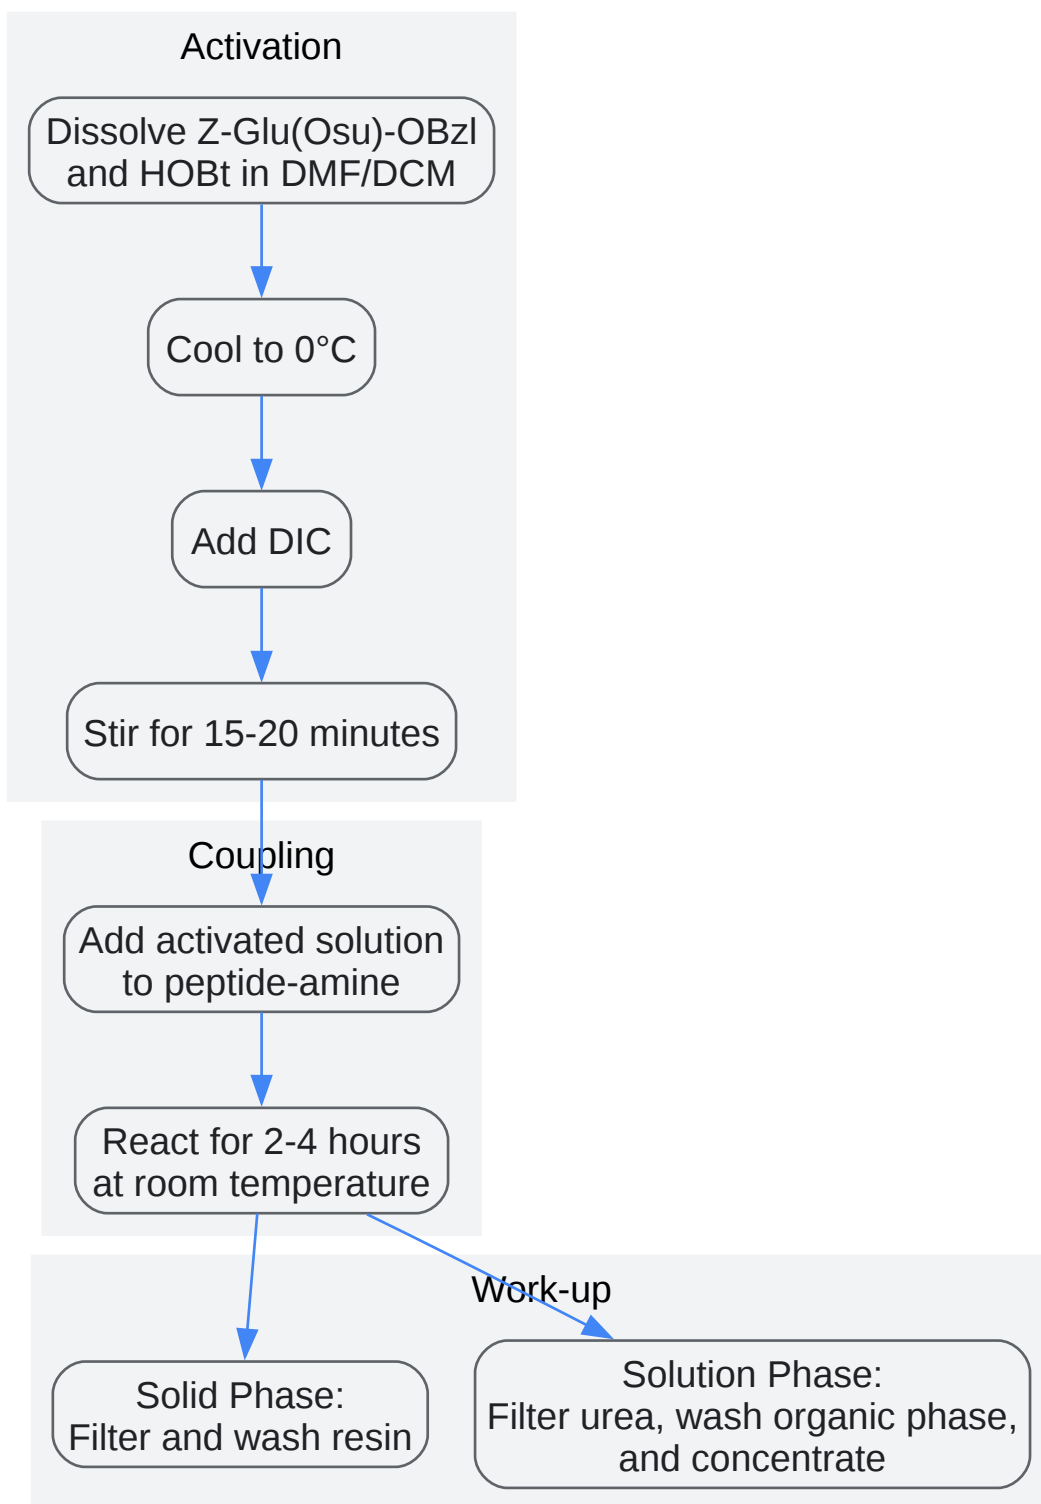 Activation
Dissolve Z-Glu(Osu)-OBzl
and HOBt in DMF/DCM
Cool to 0°C
Add DIC
Stir for 15-20 minutes
Coupling
Add activated solution
to peptide-amine
React for 2-4 hours
at room temperature
Work-up
Solid Phase:
Filter and wash resin
Solution Phase:
Filter urea, wash organic phase,
and concentrate